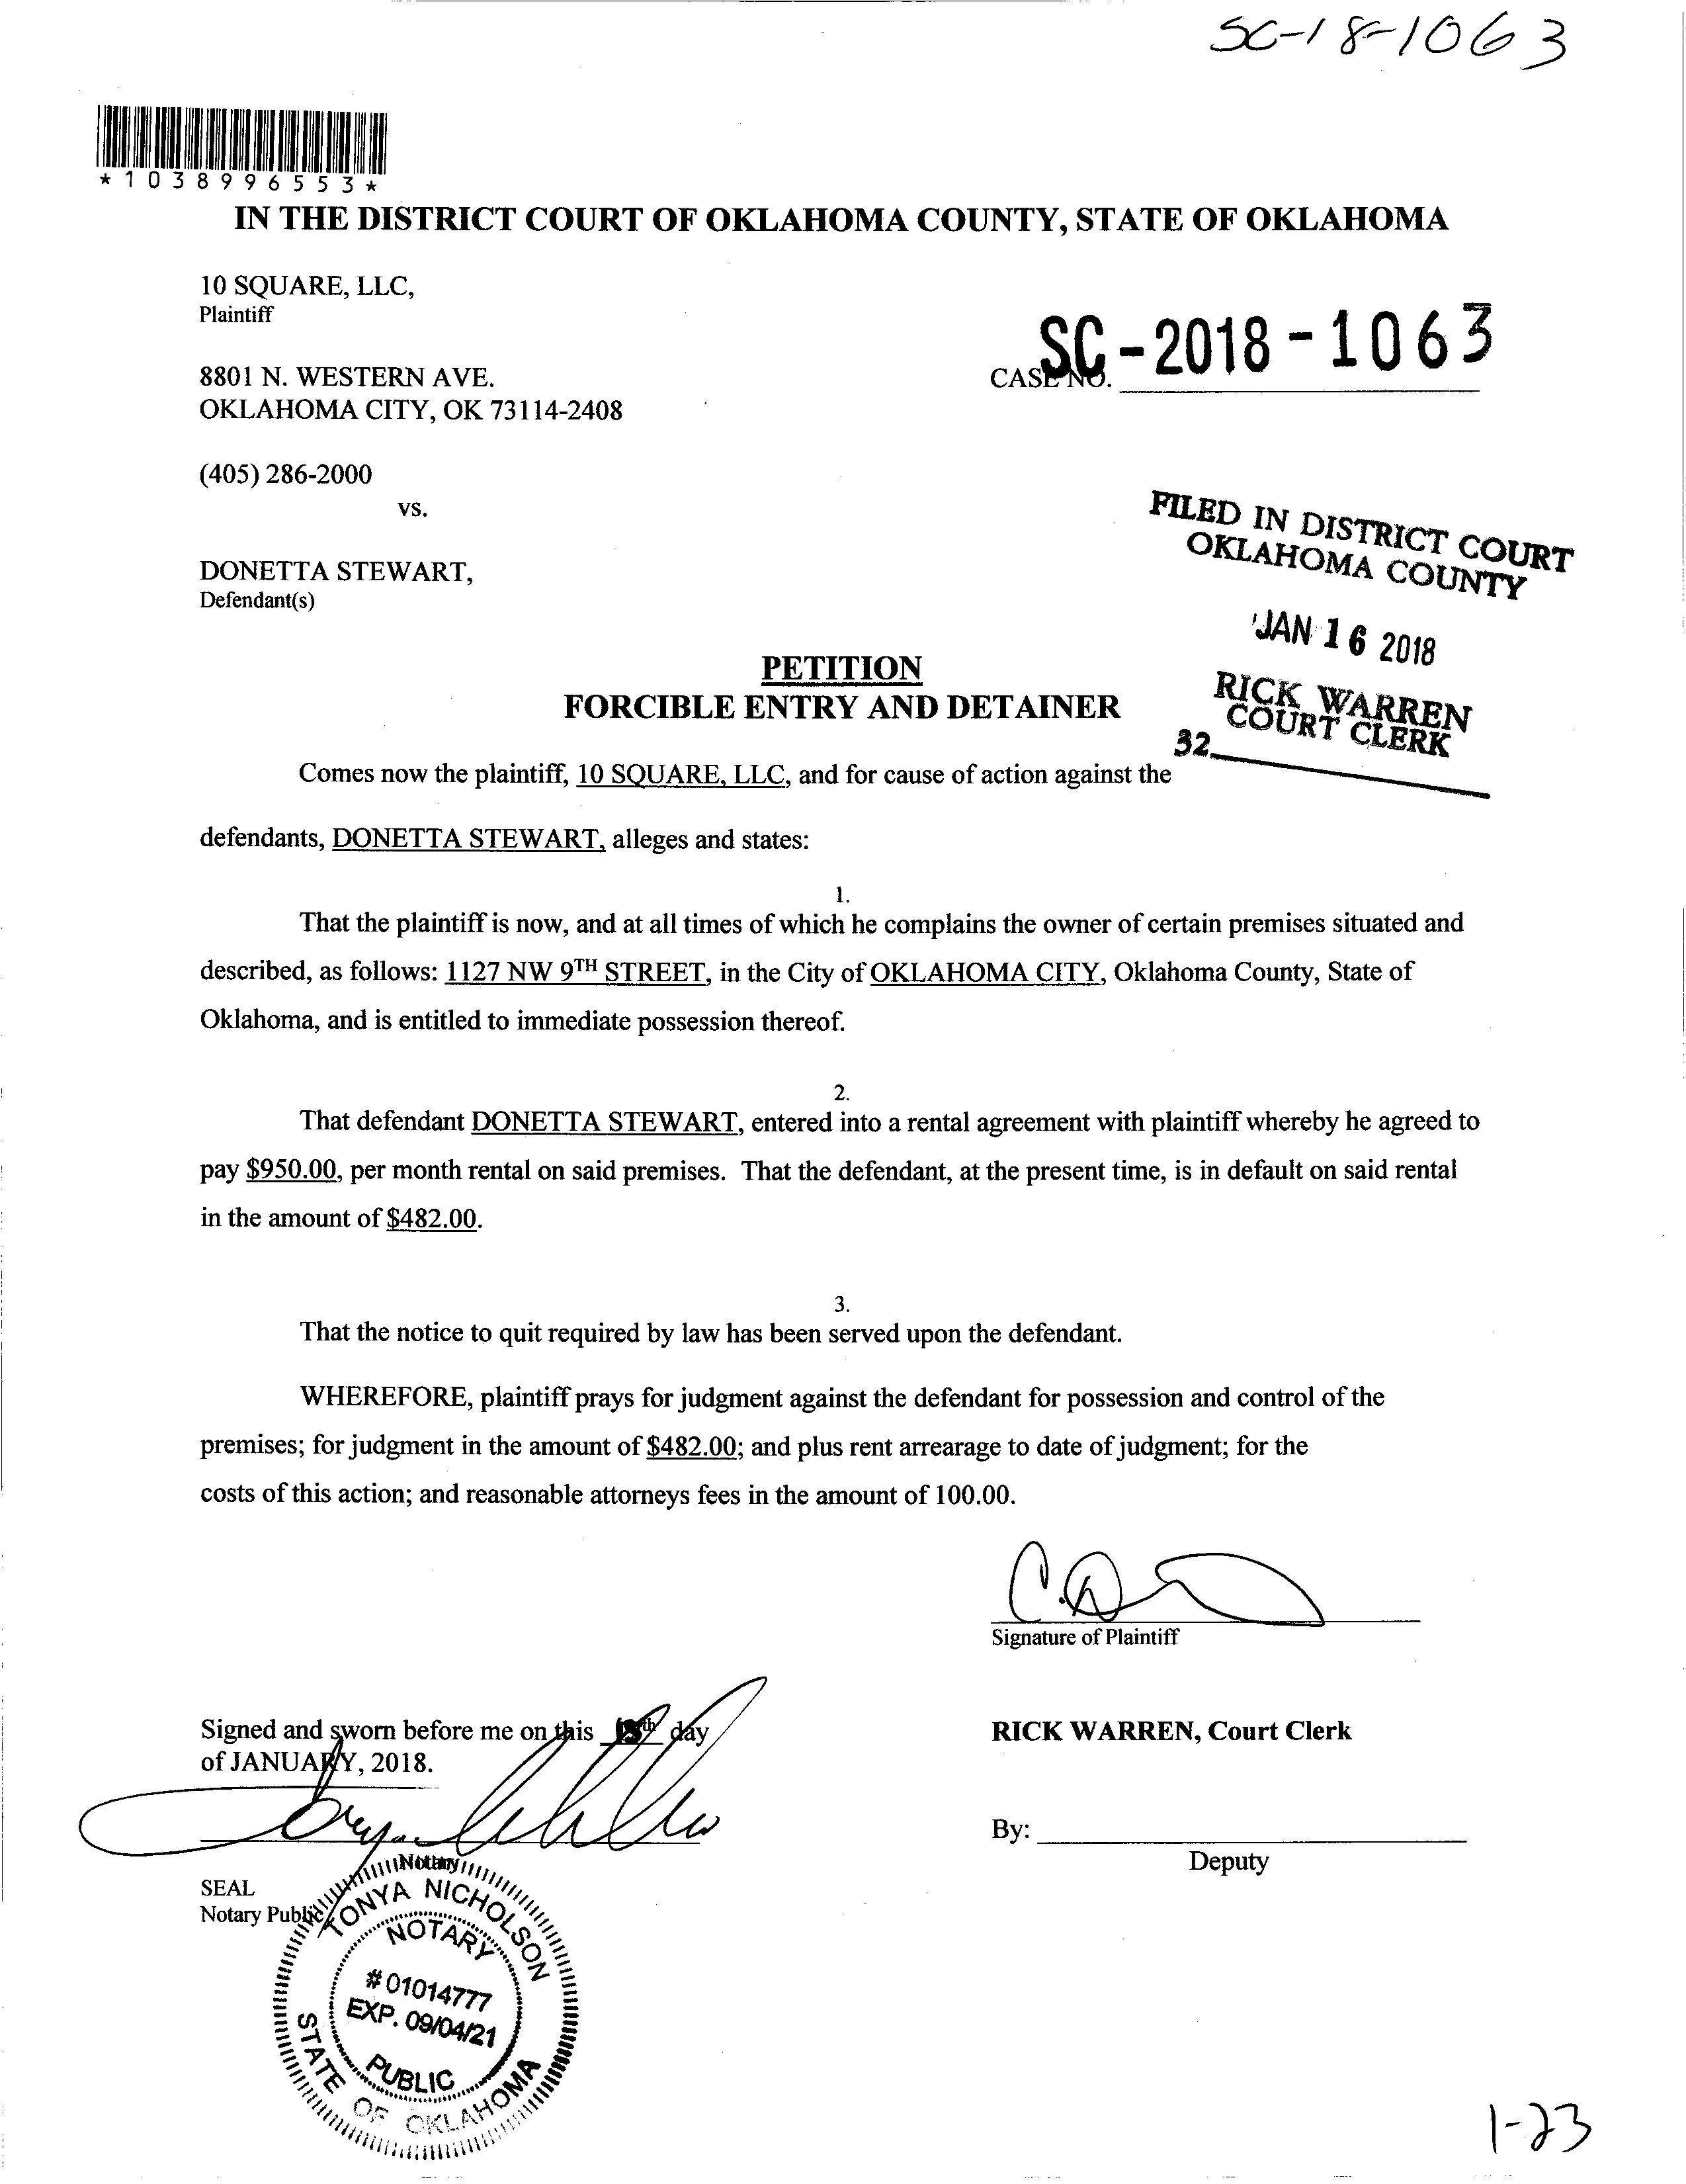 SC-18-1063
*1038996553*
IN THE DISTRICT COURT OF OKLAHOMA COUNTY, STATE OF OKLAHOMA
10 SQUARE, LLC,
Plaintiff
8801 N. WESTERN AVE.
OKLAHOMA CITY, OK 73114-2408
(405) 286-2000
vs.
DONETTA STEWART,
Defendant(s)
CASE NO. SC-2018-1063
FILED IN DISTRICT COURT
OKLAHOMA COUNTY
JAN 16 2018
RICK WARREN
COURT CLERK
32
PETITION
FORCIBLE ENTRY AND DETAINER
Comes now the plaintiff, 10 SQUARE, LLC, and for cause of action against the
defendants, DONETTA STEWART, alleges and states:
1.
That the plaintiff is now, and at all times of which he complains the owner of certain premises situated and
described, as follows: 1127 NW 9TH STREET, in the City of OKLAHOMA CITY, Oklahoma County, State of
Oklahoma, and is entitled to immediate possession thereof.
2.
That defendant DONETTA STEWART, entered into a rental agreement with plaintiff whereby he agreed to
pay $950.00, per month rental on said premises. That the defendant, at the present time, is in default on said rental
in the amount of $482.00.
3.
That the notice to quit required by law has been served upon the defendant.
WHEREFORE, plaintiff prays for judgment against the defendant for possession and control of the
premises; for judgment in the amount of $482.00; and plus rent arrearage to date of judgment; for the
costs of this action; and reasonable attorneys fees in the amount of 100.00.
Signature of Plaintiff
Signed and sworn before me on this day
of JANUARY, 2018.
RICK WARREN, Court Clerk
By:
Deputy
Notary
SEAL
Notary Public
TONYA NICHOLSON
NOTARY
#01014777
EXP. 09/04/21
PUBLIC
STATE OF OKLAHOMA
1-23